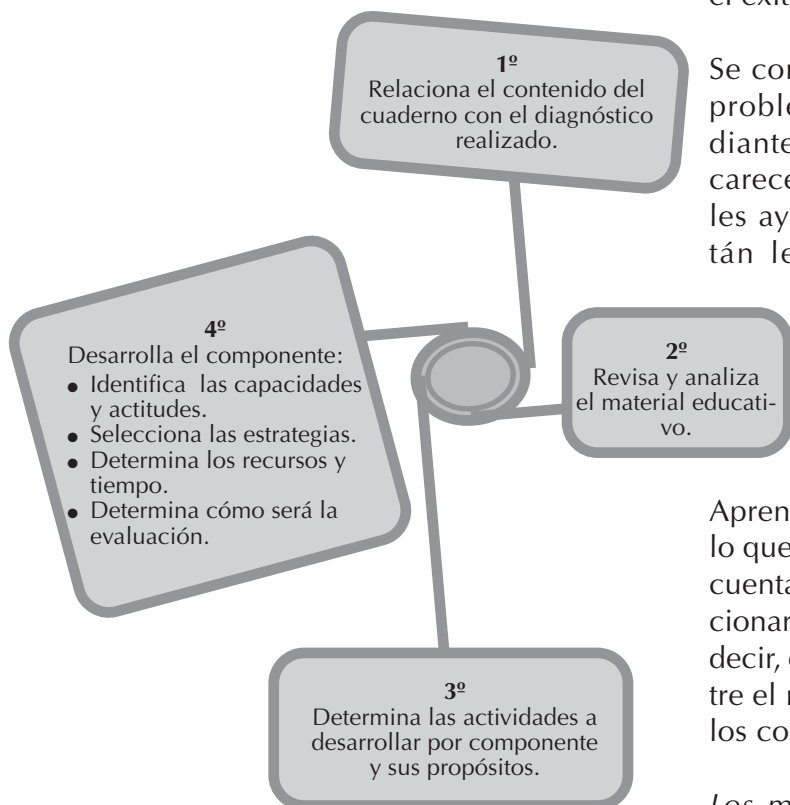 1º
Relaciona el contenido del
cuaderno con el diagnóstico
realizado.
2º
Revisa y analiza
el material educati-
vo.
3º
Determina las actividades a
desarrollar por componente
y sus propósitos.
4º
Desarrolla el componente:
● Identifica las capacidades
y actitudes.
● Selecciona las estrategias.
● Determina los recursos y
tiempo.
● Determina cómo será la
evaluación.
Se con
proble
diante
carece
les ay
tán le
Apren
lo que
cuenta
cionar
decir,
tre el
los co
Los m